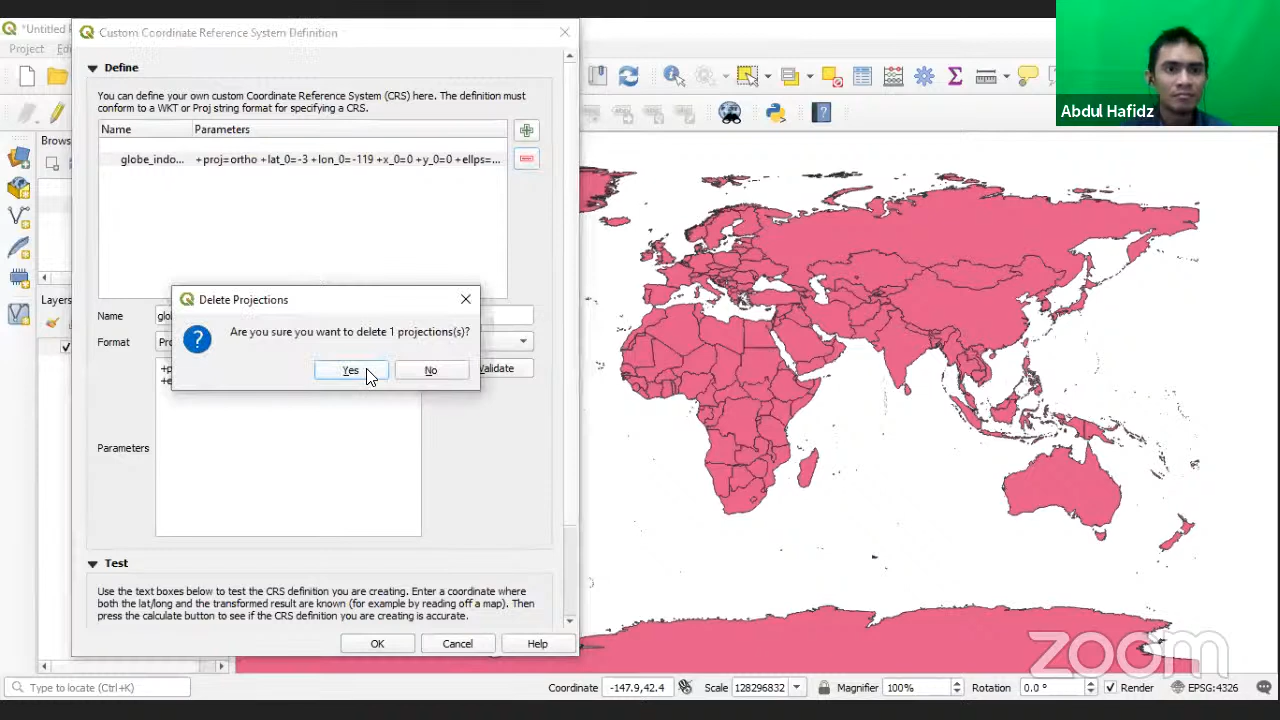 *Untitled
Custom Coordinate Reference System Definition
Abdul Hafidz
Define
You can define your own custom Coordinate Reference System (CRS) here. The definition must
conform to a WKT or Proj string format for specifying a CRS.
Name
Parameters
globe_indo...
+proj=ortho +lat_0=-3 +lon_0=-119 +x_0=0 +y_0=0 +ellps=...
Brows
Layers
Delete Projections
Are you sure you want to delete 1 projections(s)?
Yes
No
Name
Format
Validate
Parameters
Test
Use the text boxes below to test the CRS definition you are creating. Enter a coordinate where
both the lat/long and the transformed result are known (for example by reading off a map). Then
press the calculate button to see if the CRS definition you are creating is accurate.
OK
Cancel
Help
zoom
Type to locate (Ctrl+K)
Coordinate
-147.9,42.4
Scale
128296832
Magnifier
100%
Rotation
0.0 °
Render
EPSG:4326